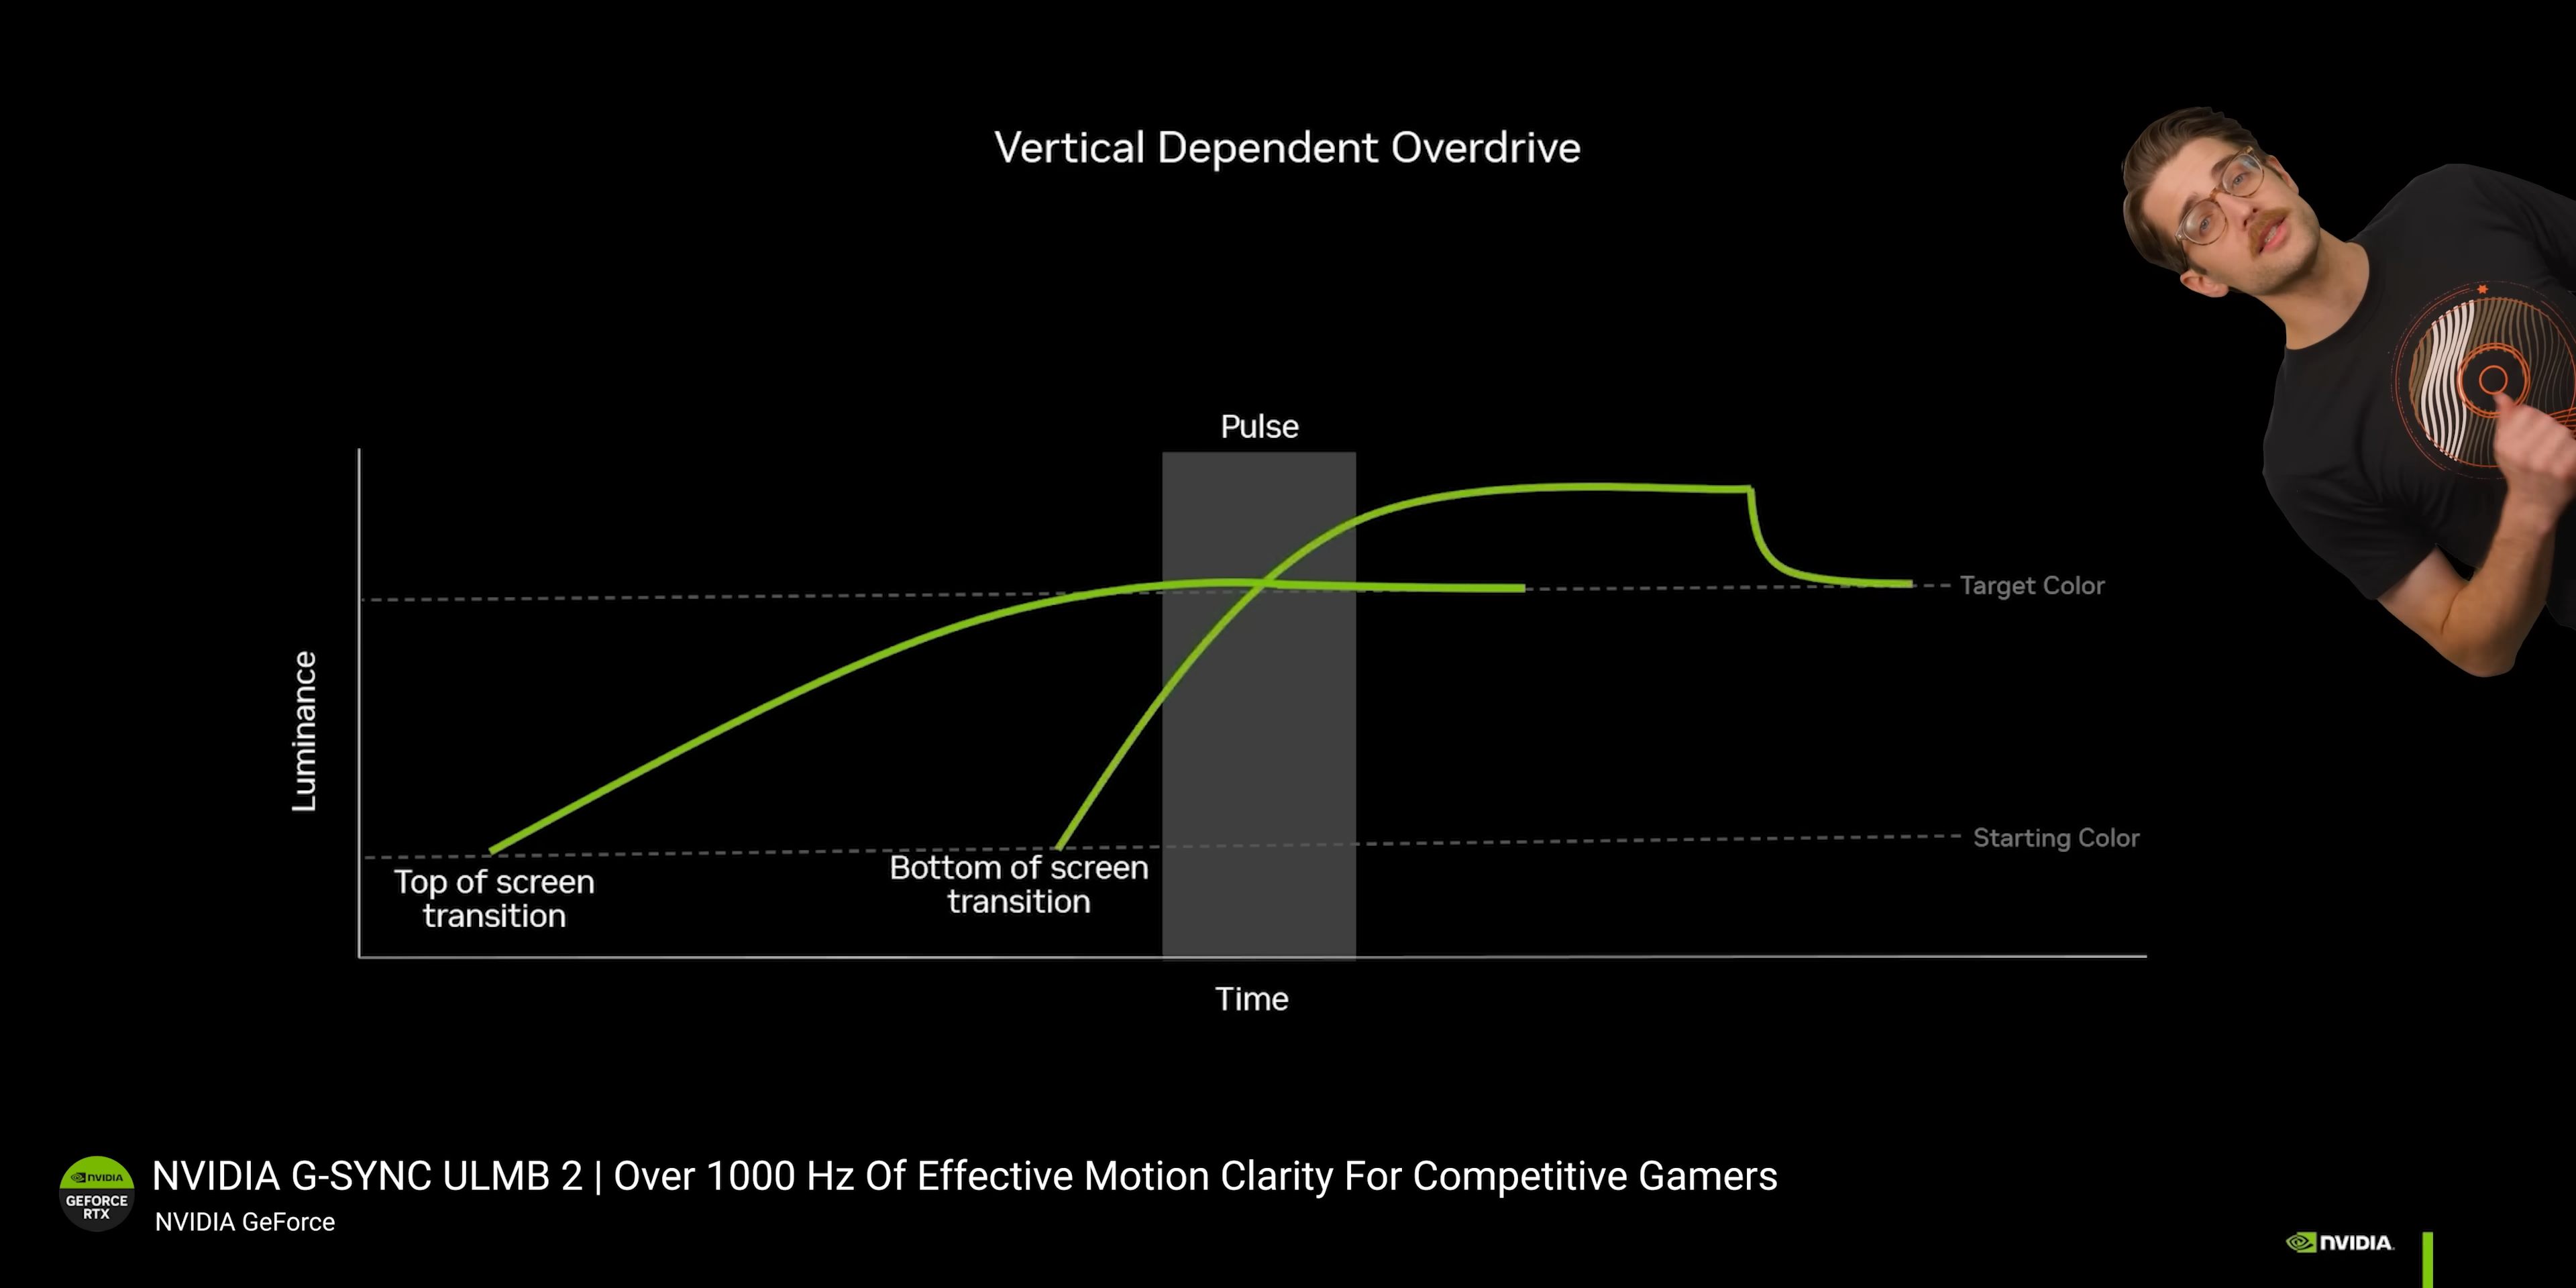 Vertical Dependent Overdrive
Pulse
Target Color
Luminance
Starting Color
Top of screen
transition
Bottom of screen
transition
Time
NVIDIA
GEFORCE
RTX
NVIDIA G-SYNC ULMB 2 | Over 1000 Hz Of Effective Motion Clarity For Competitive Gamers
NVIDIA GeForce
NVIDIA.